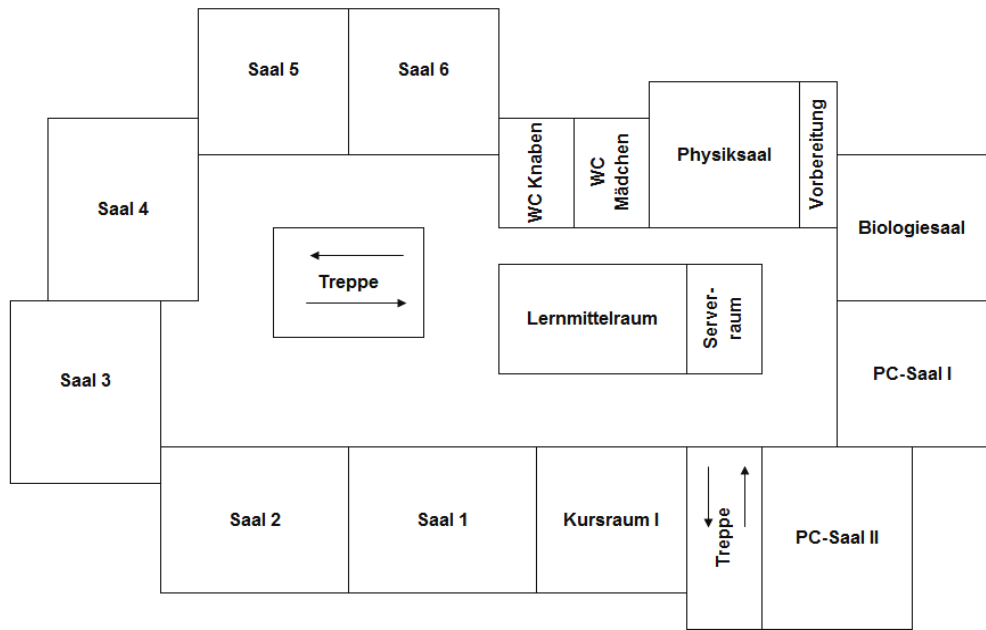 Saal 5
Saal 6
WC Knaben
WC
Mädchen
Physiksaal
Vorbereitung
Saal 4
Biologiesaal
Treppe
Lernmittelraum
Server-
raum
Saal 3
PC-Saal I
Saal 2
Saal 1
Kursraum I
Treppe
PC-Saal II